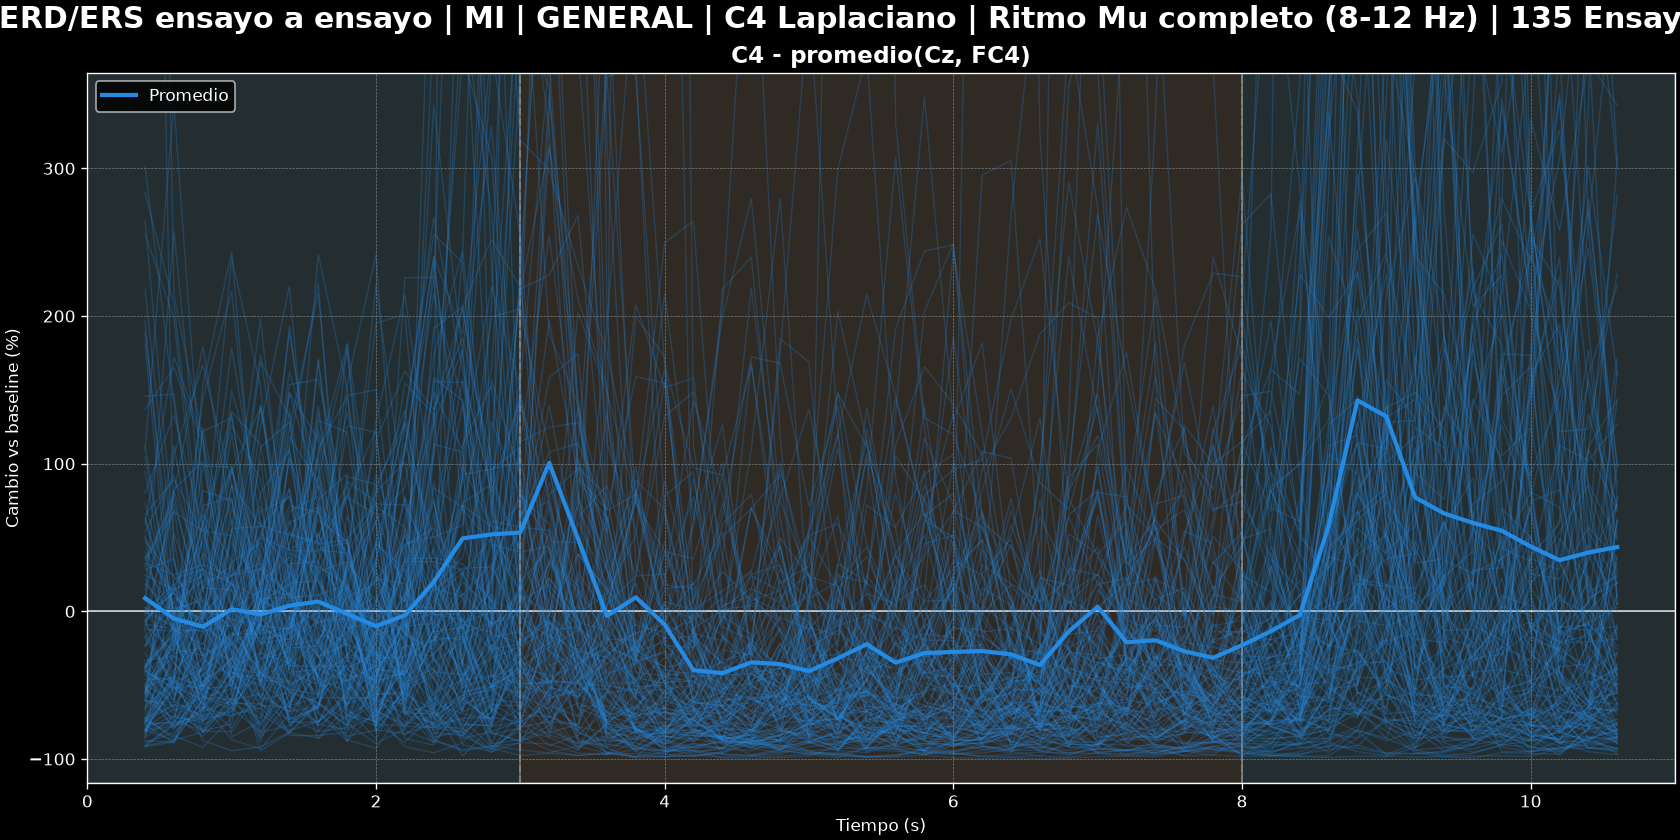 ERD/ERS ensayo a ensayo | MI | GENERAL | C4 Laplaciano | Ritmo Mu completo (8-12 Hz) | 135 Ensay
C4 - promedio(Cz, FC4)
Promedio
Cambio vs baseline (%)
300
200
100
0
−100
0 2 4 6 8 10
Tiempo (s)